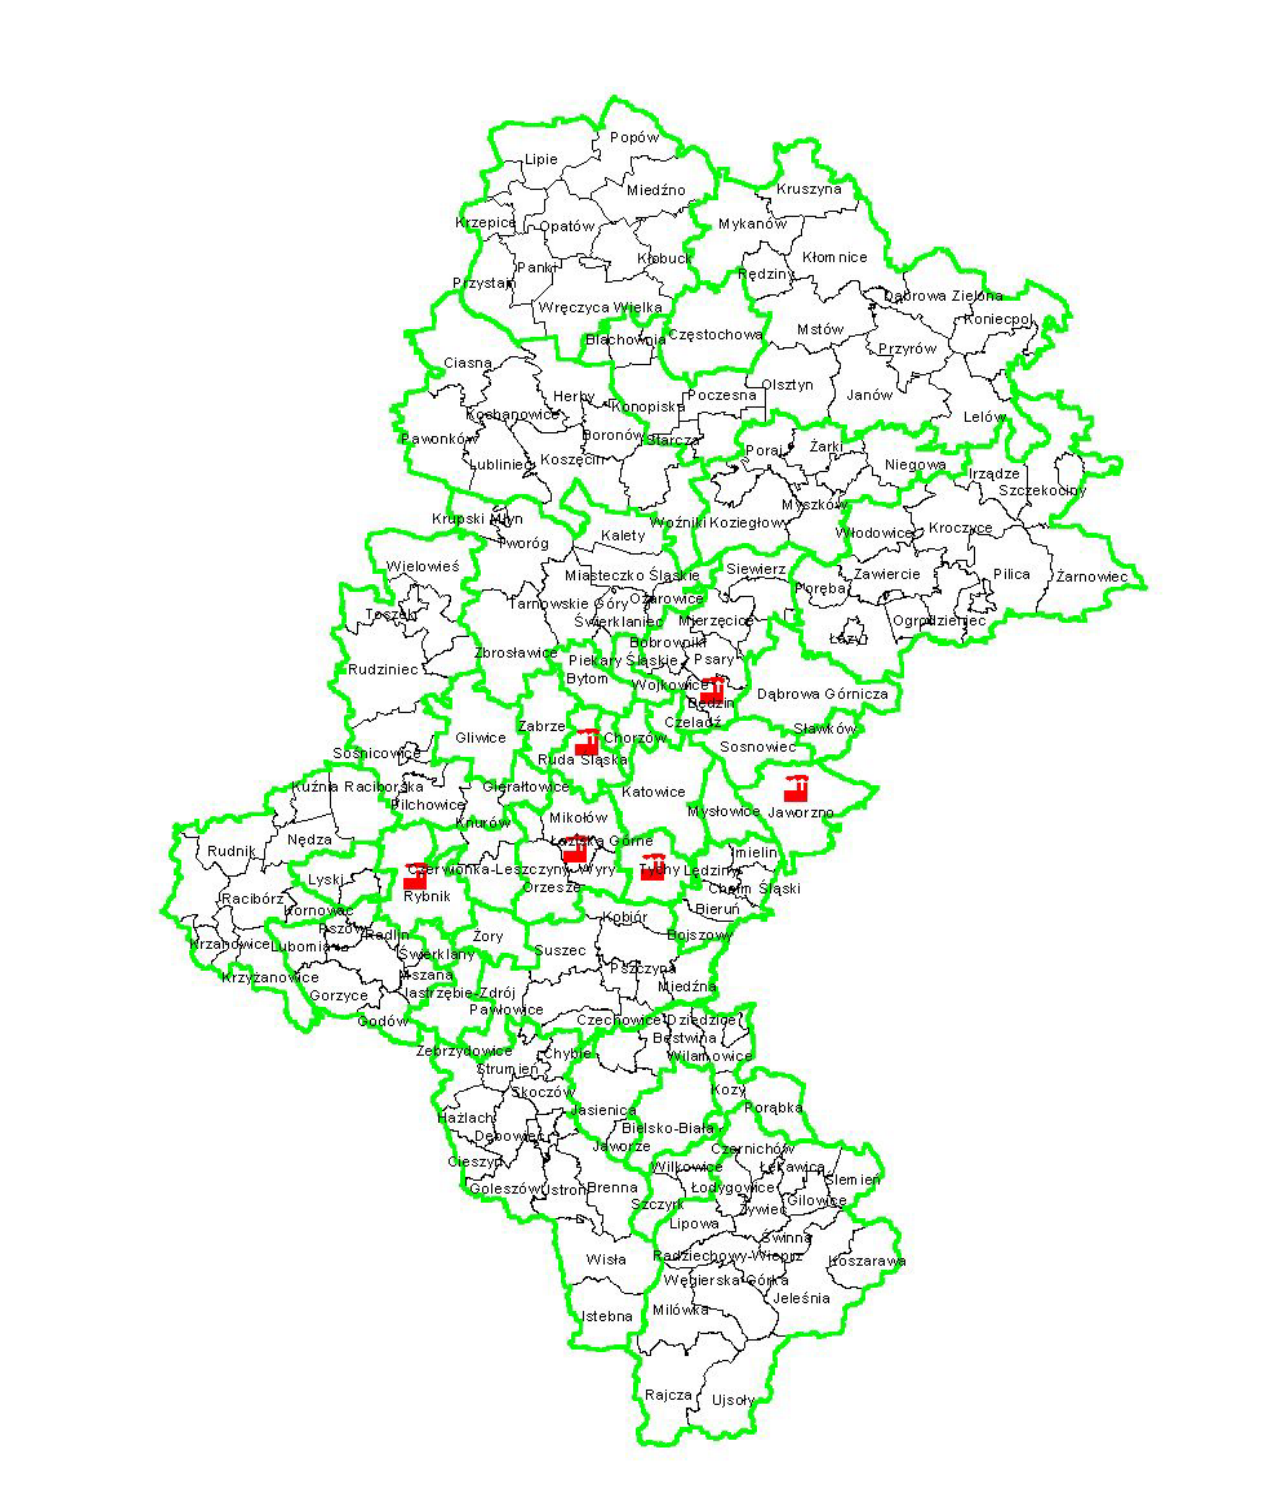 Popów
Lipie
Miedźno
Kruszyna
Krzepice
Opatów
Mykanów
Kłobuck
Kłomnice
Panki
Rędziny
Przystajń
Dąbrowa Zielona
Wręczyca Wielka
Koniecpol
Blachownia
Częstochowa
Mstów
Przyrów
Ciasna
Olsztyn
Herby
Konopiska
Poczesna
Janów
Kochanowice
Lelów
Pawonków
Boronów
Starcza
Poraj
Żarki
Lubliniec
Koszęcin
Niegowa
Irządze
Szczekociny
Myszków
Krupski Młyn
Woźniki
Koziegłowy
Włodowice
Kroczyce
Tworóg
Kalety
Wielowieś
Miasteczko Śląskie
Siewierz
Zawiercie
Pilica
Żarnowiec
Poręba
Tarnowskie Góry
Ożarowice
Toszek
Świerklaniec
Mierzęcice
Ogrodzieniec
Łazy
Bobrowniki
Zbrosławice
Piekary Śląskie
Psary
Rudziniec
Bytom
Wojkowice
Dąbrowa Górnicza
Będzin
Czeladź
Zabrze
Sławków
Gliwice
Chorzów
Sosnowiec
Sośnicowice
Ruda Śląska
Kuźnia Raciborska
Gierałtowice
Katowice
Pilchowice
Mysłowice
Jaworzno
Knurów
Mikołów
Nędza
Łaziska Górne
Rudnik
Imielin
Czerwionka-Leszczyny
Wyry
Tychy
Lędziny
Lyski
Orzesze
Chełm Śląski
Racibórz
Rybnik
Kornowac
Bieruń
Kobiór
Pszów
Radlin
Żory
Bojszowy
Krzanowice
Lubomia
Suszec
Świerklany
Pszczyna
Krzyżanowice
Mszana
Miedźna
Gorzyce
Jastrzębie-Zdrój
Pawłowice
Godów
Czechowice-Dziedzice
Bestwina
Zebrzydowice
Chybie
Wilamowice
Strumień
Kozy
Skoczów
Jasienica
Porąbka
Hażlach
Bielsko-Biała
Dębowiec
Jaworze
Czernichów
Cieszyn
Wilkowice
Łękawica
Ślemień
Goleszów
Ustroń
Brenna
Łodygowice
Gilowice
Szczyrk
Żywiec
Lipowa
Świnna
Wisła
Radziechowy-Wieprz
Koszarawa
Węgierska Górka
Jeleśnia
Milówka
Istebna
Rajcza
Ujsoły